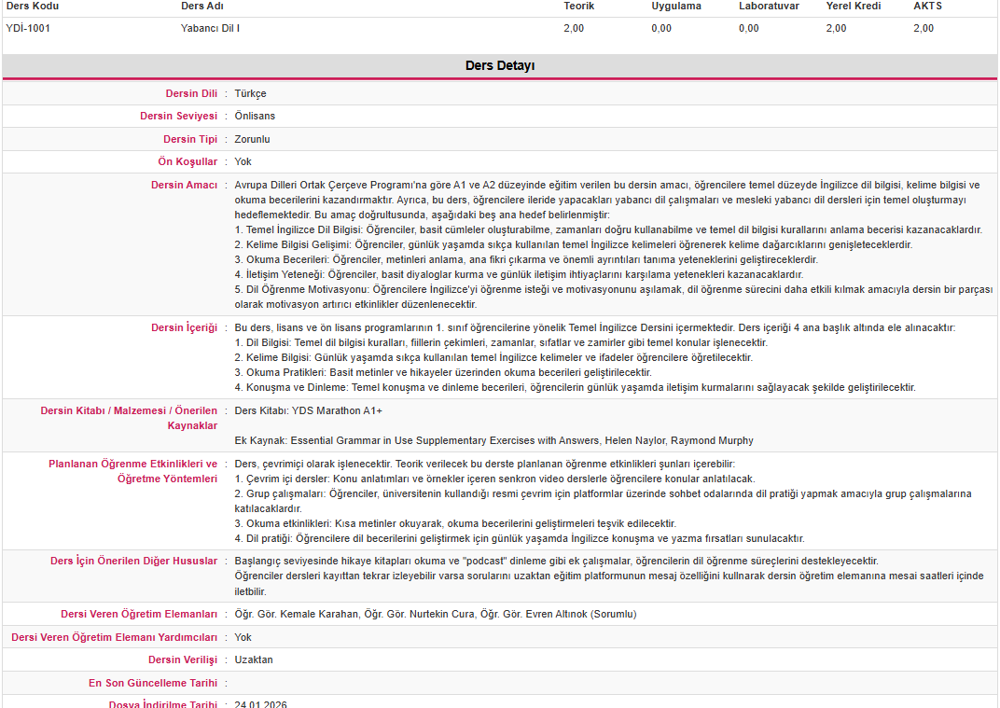 Ders Kodu Ders Adı Teorik Uygulama Laboratuvar Yerel Kredi AKTS
YDİ-1001 Yabancı Dil I 2,00 0,00 0,00 2,00 2,00
Ders Detayı
Dersin Dili : Türkçe
Dersin Seviyesi : Önlisans
Dersin Tipi : Zorunlu
Ön Koşullar : Yok
Dersin Amacı : Avrupa Dilleri Ortak Çerçeve Programı'na göre A1 ve A2 düzeyinde eğitim verilen bu dersin amacı, öğrencilere temel düzeyde İngilizce dil bilgisi, kelime bilgisi ve
okuma becerilerini kazandırmaktır. Ayrıca, bu ders, öğrencilere ileride yapacakları yabancı dil çalışmaları ve mesleki yabancı dil dersleri için temel oluşturmayı
hedeflemektedir. Bu amaç doğrultusunda, aşağıdaki beş ana hedef belirlenmiştir:
1. Temel İngilizce Dil Bilgisi: Öğrenciler, basit cümleler oluşturabilme, zamanları doğru kullanabilme ve temel dil bilgisi kurallarını anlama becerisi kazanacaklardır.
2. Kelime Bilgisi Gelişimi: Öğrenciler, günlük yaşamda sıkça kullanılan temel İngilizce kelimeleri öğrenerek kelime dağarcıklarını genişleteceklerdir.
3. Okuma Becerileri: Öğrenciler, metinleri anlama, ana fikri çıkarma ve önemli ayrıntıları tanıma yeteneklerini geliştireceklerdir.
4. İletişim Yeteneği: Öğrenciler, basit diyaloglar kurma ve günlük iletişim ihtiyaçlarını karşılama yetenekleri kazanacaklardır.
5. Dil Öğrenme Motivasyonu: Öğrencilere İngilizce'yi öğrenme isteği ve motivasyonunu aşılamak, dil öğrenme sürecini daha etkili kılmak amacıyla dersin bir parçası
olarak motivasyon artırıcı etkinlikler düzenlenecektir.
Dersin İçeriği : Bu ders, lisans ve ön lisans programlarının 1. sınıf öğrencilerine yönelik Temel İngilizce Dersini içermektedir. Ders içeriği 4 ana başlık altında ele alınacaktır:
1. Dil Bilgisi: Temel dil bilgisi kuralları, fiillerin çekimleri, zamanlar, sıfatlar ve zamirler gibi temel konular işlenecektir.
2. Kelime Bilgisi: Günlük yaşamda sıkça kullanılan temel İngilizce kelimeler ve ifadeler öğrencilere öğretilecektir.
3. Okuma Pratikleri: Basit metinler ve hikayeler üzerinden okuma becerileri geliştirilecektir.
4. Konuşma ve Dinleme: Temel konuşma ve dinleme becerileri, öğrencilerin günlük yaşamda iletişim kurmalarını sağlayacak şekilde geliştirilecektir.
Dersin Kitabı / Malzemesi / Önerilen : Ders Kitabı: YDS Marathon A1+
Kaynaklar
Ek Kaynak: Essential Grammar in Use Supplementary Exercises with Answers, Helen Naylor, Raymond Murphy
Planlanan Öğrenme Etkinlikleri ve : Ders, çevrimiçi olarak işlenecektir. Teorik verilecek bu derste planlanan öğrenme etkinlikleri şunları içerebilir:
Öğretme Yöntemleri 1. Çevrim içi dersler: Konu anlatımları ve örnekler içeren senkron video derslerle öğrencilere konular anlatılacak.
2. Grup çalışmaları: Öğrenciler, üniversitenin kullandığı resmi çevrim için platformlar üzerinde sohbet odalarında dil pratiği yapmak amacıyla grup çalışmalarına
katılacaklardır.
3. Okuma etkinlikleri: Kısa metinler okuyarak, okuma becerilerini geliştirmeleri teşvik edilecektir.
4. Dil pratiği: Öğrencilere dil becerilerini geliştirmek için günlük yaşamda İngilizce konuşma ve yazma fırsatları sunulacaktır.
Ders İçin Önerilen Diğer Hususlar : Başlangıç seviyesinde hikaye kitapları okuma ve "podcast" dinleme gibi ek çalışmalar, öğrencilerin dil öğrenme süreçlerini destekleyecektir.
Öğrenciler dersleri kayıttan tekrar izleyebilir varsa sorularını uzaktan eğitim platformunun mesaj özelliğini kullnarak dersin öğretim elemanına mesai saatleri içinde
iletbilir.
Dersi Veren Öğretim Elemanları : Öğr. Gör. Kemale Karahan, Öğr. Gör. Nurtekin Cura, Öğr. Gör. Evren Altınok (Sorumlu)
Dersi Veren Öğretim Elemanı Yardımcıları : Yok
Dersin Verilişi : Uzaktan
En Son Güncelleme Tarihi :
Dosya İndirilme Tarihi : 24.01.2026